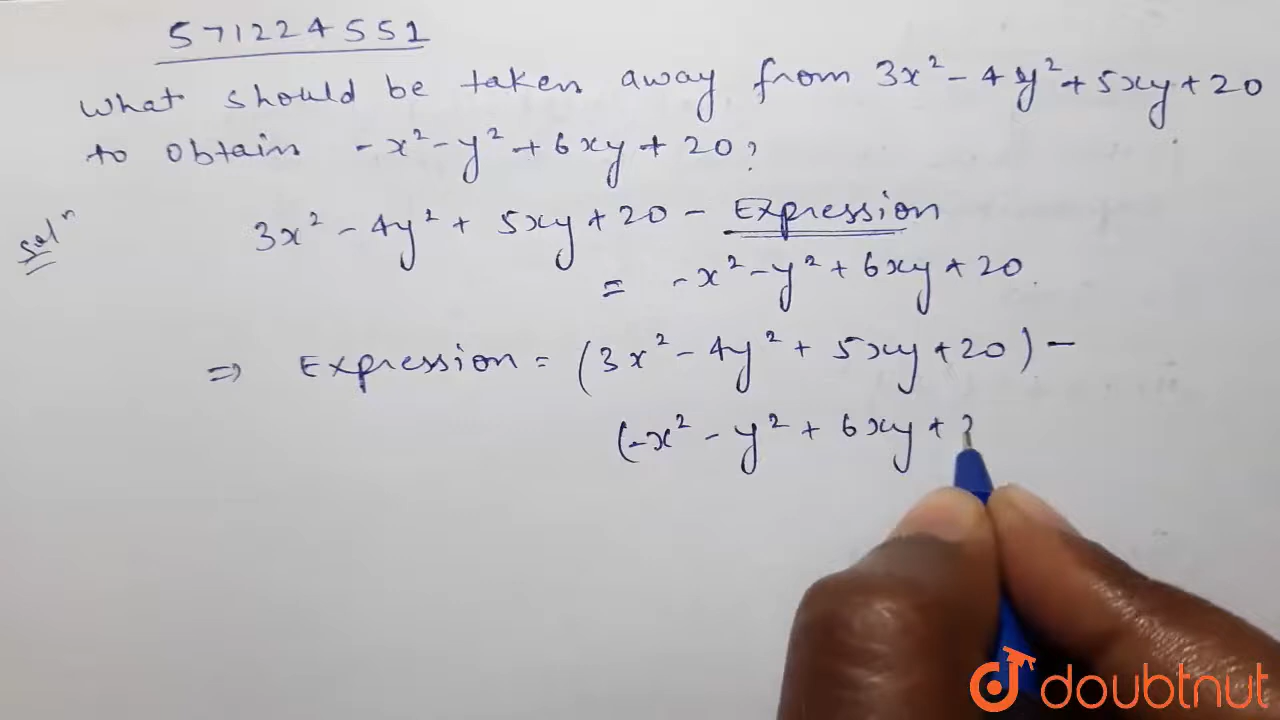 571224551
What should be taken away from 3x² - 4y² + 5xy + 20
to obtain -x² - y² + 6xy + 20?
Solⁿ
3x² - 4y² + 5xy + 20 - Expression
= -x² - y² + 6xy + 20
⇒ Expression = (3x² - 4y² + 5xy + 20) -
(-x² - y² + 6xy +
doubtnut